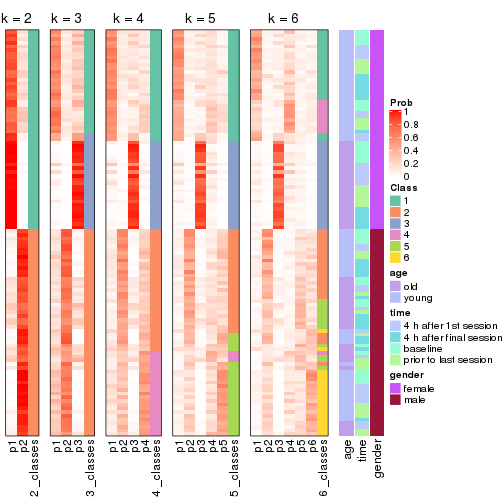 k = 2 k = 3 k = 4 k = 5 k = 6
Prob
1
0.8
0.6
0.4
0.2
0
Class
1
2
3
4
5
6
age
old
young
time
4 h after 1st session
4 h after final session
baseline
prior to last session
gender
female
male
p1 p2 2_classes
p1 p2 p3 3_classes
p1 p2 p3 p4 4_classes
p1 p2 p3 p4 p5 5_classes
p1 p2 p3 p4 p5 p6 6_classes
age time gender